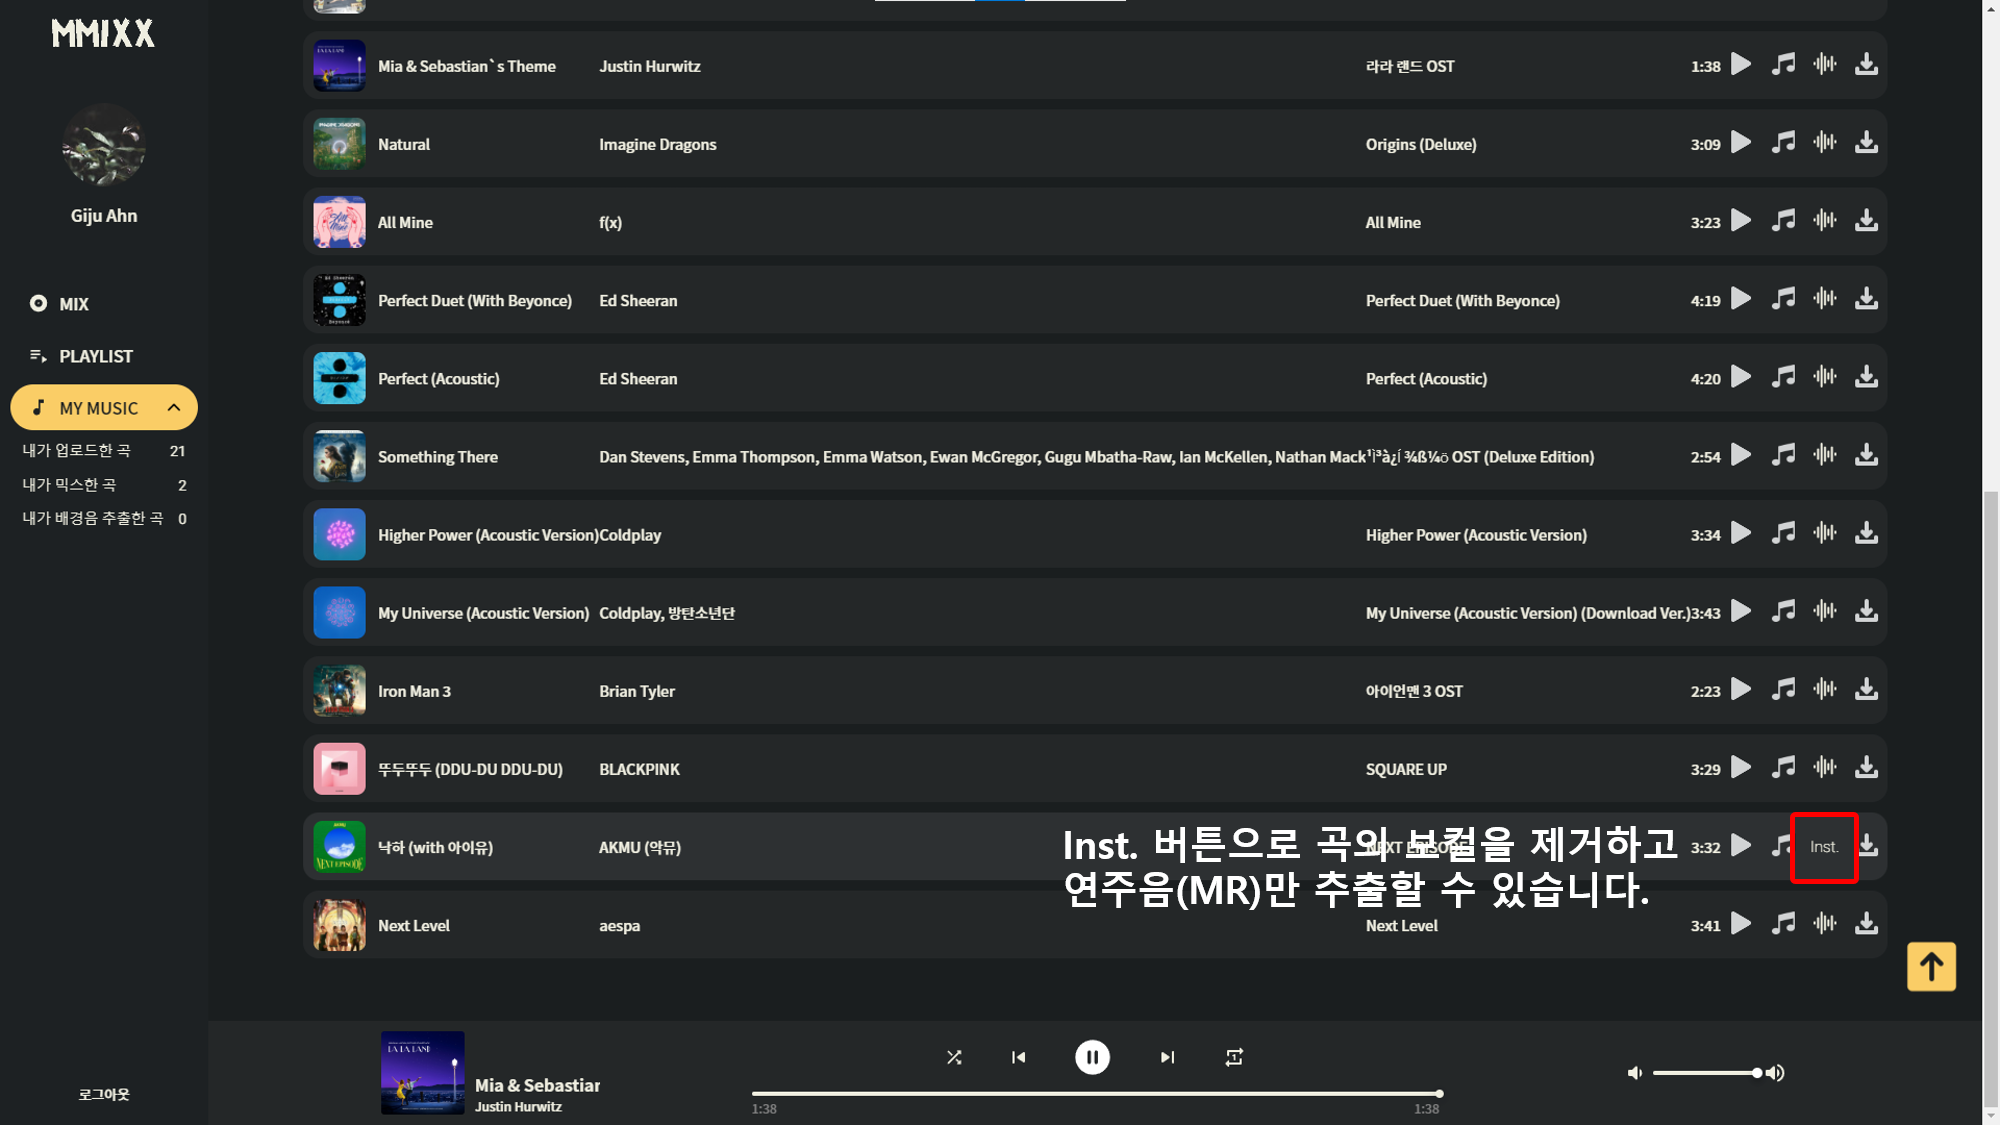 MMIXX
Giju Ahn
MIX
PLAYLIST
MY MUSIC
내가 업로드한 곡 21
내가 믹스한 곡 2
내가 배경음 추출한 곡 0
로그아웃
Mia & Sebastian`s Theme Justin Hurwitz 라라 랜드 OST 1:38
Natural Imagine Dragons Origins (Deluxe) 3:09
All Mine f(x) All Mine 3:23
Perfect Duet (With Beyonce) Ed Sheeran Perfect Duet (With Beyonce) 4:19
Perfect (Acoustic) Ed Sheeran Perfect (Acoustic) 4:20
Something There Dan Stevens, Emma Thompson, Emma Watson, Ewan McGregor, Gugu Mbatha-Raw, Ian McKellen, Nathan Mack OST (Deluxe Edition) 2:54
Higher Power (Acoustic Version) Coldplay Higher Power (Acoustic Version) 3:34
My Universe (Acoustic Version) Coldplay, 방탄소년단 My Universe (Acoustic Version) (Download Ver.) 3:43
Iron Man 3 Brian Tyler 아이언맨 3 OST 2:23
뚜두뚜두 (DDU-DU DDU-DU) BLACKPINK SQUARE UP 3:29
낙하 (with 아이유) AKMU (악뮤) NEXT EPISODE 3:32 Inst.
Inst. 버튼으로 곡의 보컬을 제거하고
연주음(MR)만 추출할 수 있습니다.
Next Level aespa Next Level 3:41
LA LA LAND
Mia & Sebastian
Justin Hurwitz
1:38 1:38